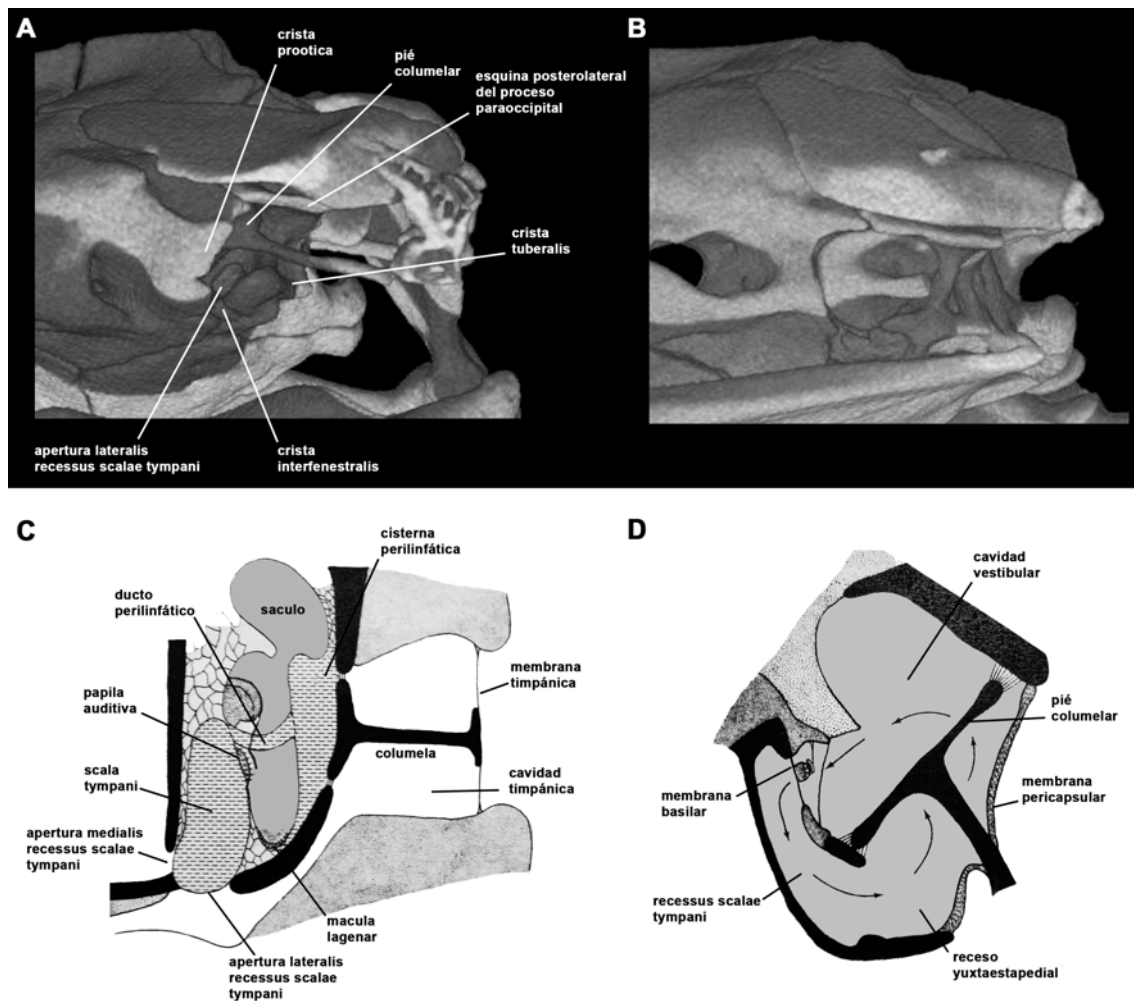 A
crista
prootica
pié
columelar
esquina posterolateral
del proceso
paraoccipital
crista
tuberalis
apertura lateralis
recessus scalae tympani
crista
interfenestralis
B
C
cisterna
perilinfática
ducto
perilinfático
saculo
papila
auditiva
scala
tympani
apertura medialis
recessus scalae
tympani
membrana
timpánica
columela
cavidad
timpánica
macula
lagenar
apertura lateralis
recessus scalae
tympani
D
cavidad
vestibular
pié
columelar
membrana
pericapsular
membrana
basilar
recessus scalae
tympani
receso
yuxtaestapedial